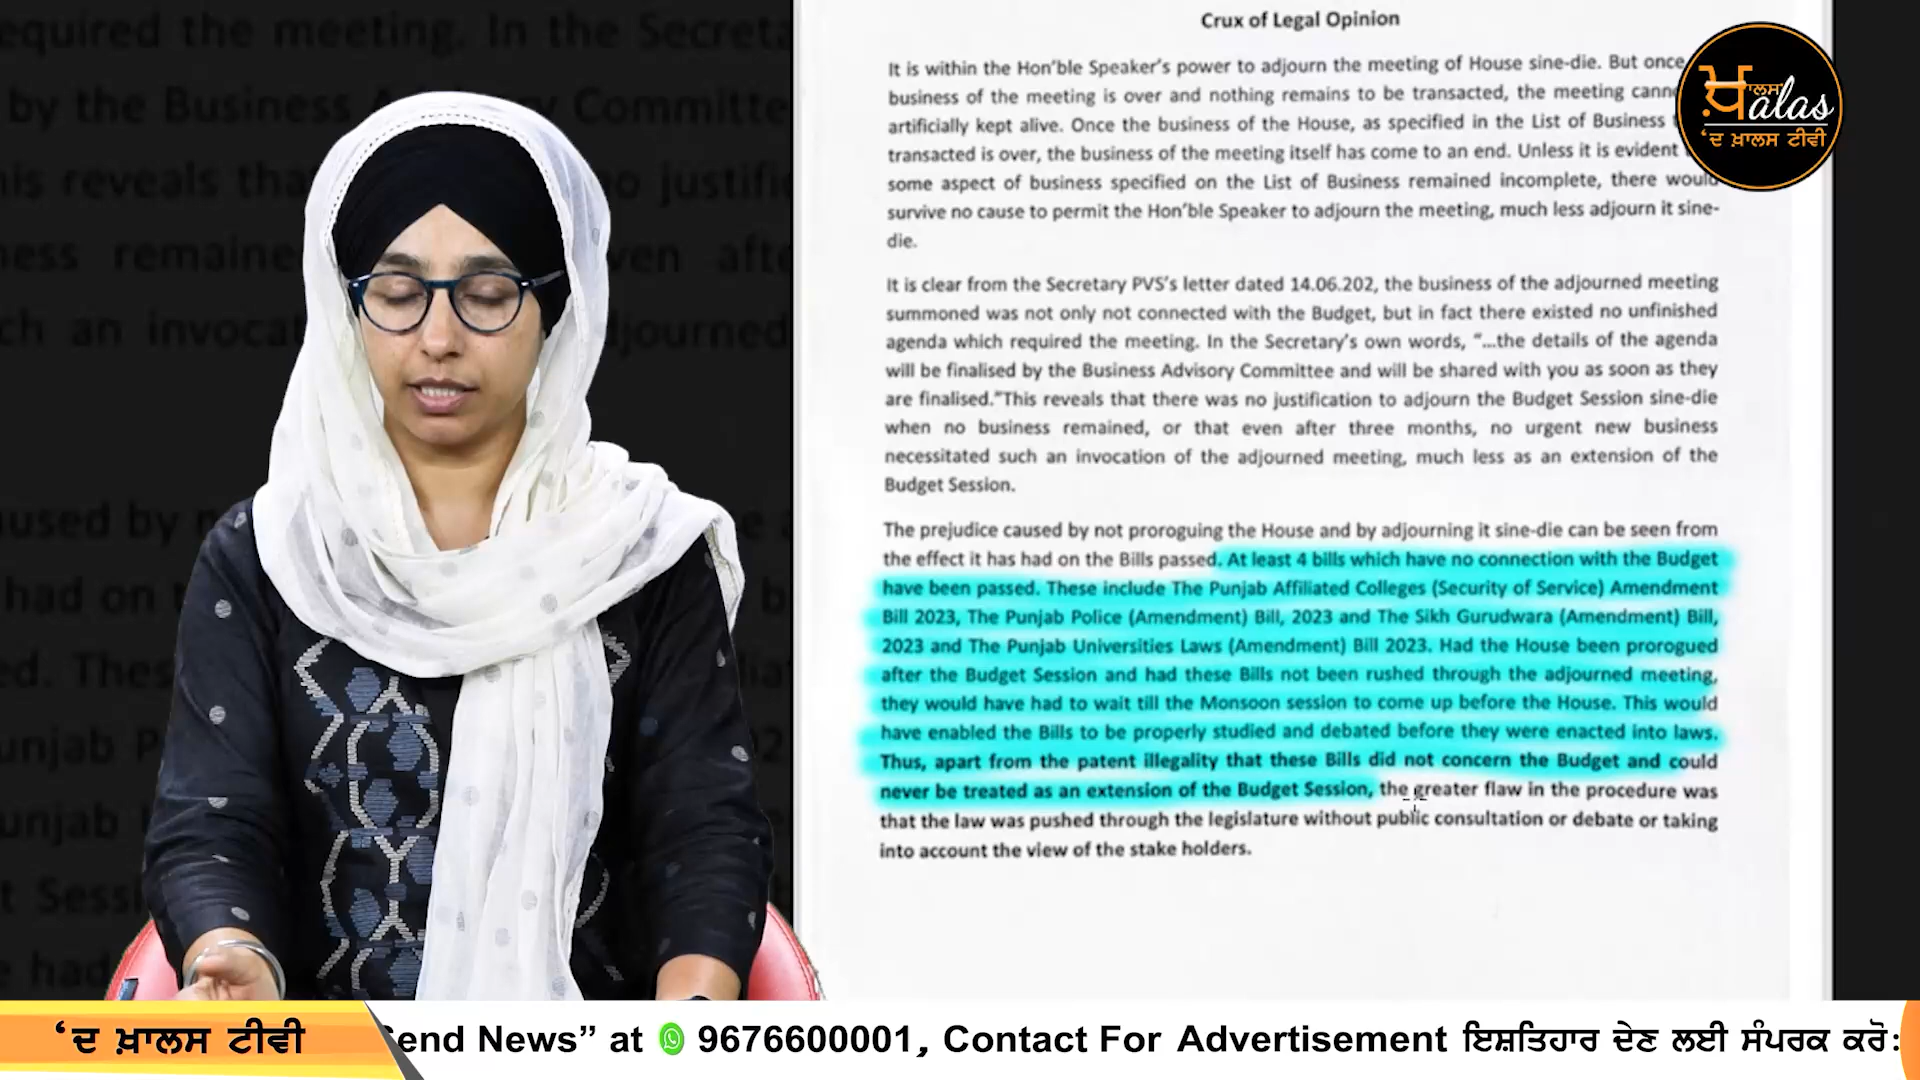 Crux of Legal Opinion
It is within the Hon'ble Speaker's power to adjourn the meeting of House sine-die. But once
business of the meeting is over and nothing remains to be transacted, the meeting
artificially kept alive. Once the business of the House, as specified in the List of Business
transacted is over, the business of the meeting itself has come to an end. Unless it is evident
some aspect of business specified on the List of Business remained incomplete, there would
survive no cause to permit the Hon'ble Speaker to adjourn the meeting, much less adjourn it sine-
die.
It is clear from the Secretary PVS's letter dated 14.06.202, the business of the adjourned meeting
summoned was not only not connected with the Budget, but in fact there existed no unfinished
agenda which required the meeting. In the Secretary's own words, "...the details of the agenda
will be finalised by the Business Advisory Committee and will be shared with you as soon as they
are finalised."This reveals that there was no justification to adjourn the Budget Session sine-die
when no business remained, or that even after three months, no urgent new business
necessitated such an invocation of the adjourned meeting, much less as an extension of the
Budget Session.
The prejudice caused by not proroguing the House and by adjourning it sine-die can be seen from
the effect it has had on the Bills passed. At least 4 bills which have no connection with the Budget
have been passed. These include The Punjab Affiliated Colleges (Security of Service) Amendment
Bill 2023, The Punjab Police (Amendment) Bill, 2023 and The Sikh Gurudwara (Amendment) Bill,
2023 and The Punjab Universities Laws (Amendment) Bill 2023. Had the House been prorogued
after the Budget Session and had these Bills not been rushed through the adjourned meeting,
they would have had to wait till the Monsoon session to come up before the House. This would
have enabled the Bills to be properly studied and debated before they were enacted into laws.
Thus, apart from the patent illegality that these Bills did not concern the Budget and could
never be treated as an extension of the Budget Session, the greater flaw in the procedure was
that the law was pushed through the legislature without public consultation or debate or taking
into account the view of the stake holders.
ਖ਼ਾਲਸ Khalas
'ਦ ਖ਼ਾਲਸ ਟੀਵੀ
'ਦ ਖ਼ਾਲਸ ਟੀਵੀ
end News" at 9676600001, Contact For Advertisement ਇਸ਼ਤਿਹਾਰ ਦੇਣ ਲਈ ਸੰਪਰਕ ਕਰੋ: